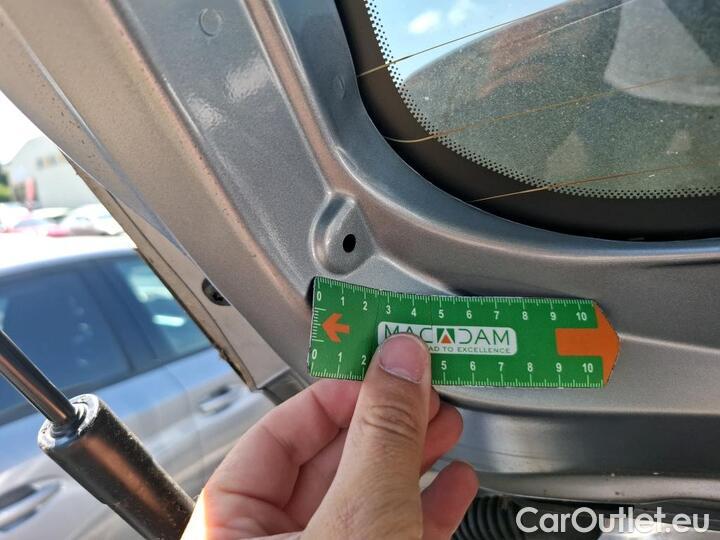 0 1 2 3 4 5 6 7 8 9 10
MACADAM
AD TO EXCELLENCE
0 1 2 5 6 7 8 9 10
CarOutlet.eu